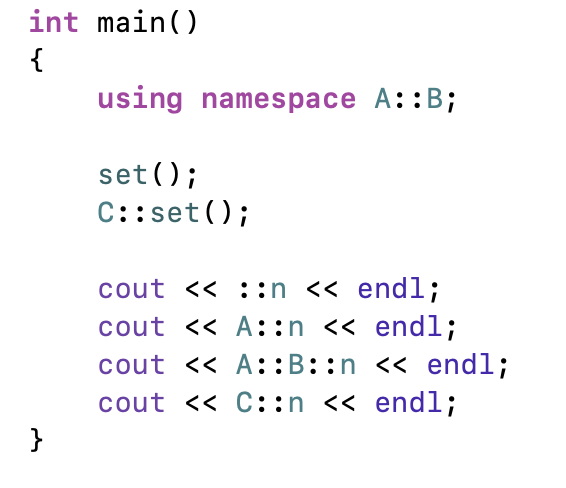 int main()
{
    using namespace A::B;

    set();
    C::set();

    cout << ::n << endl;
    cout << A::n << endl;
    cout << A::B::n << endl;
    cout << C::n << endl;
}